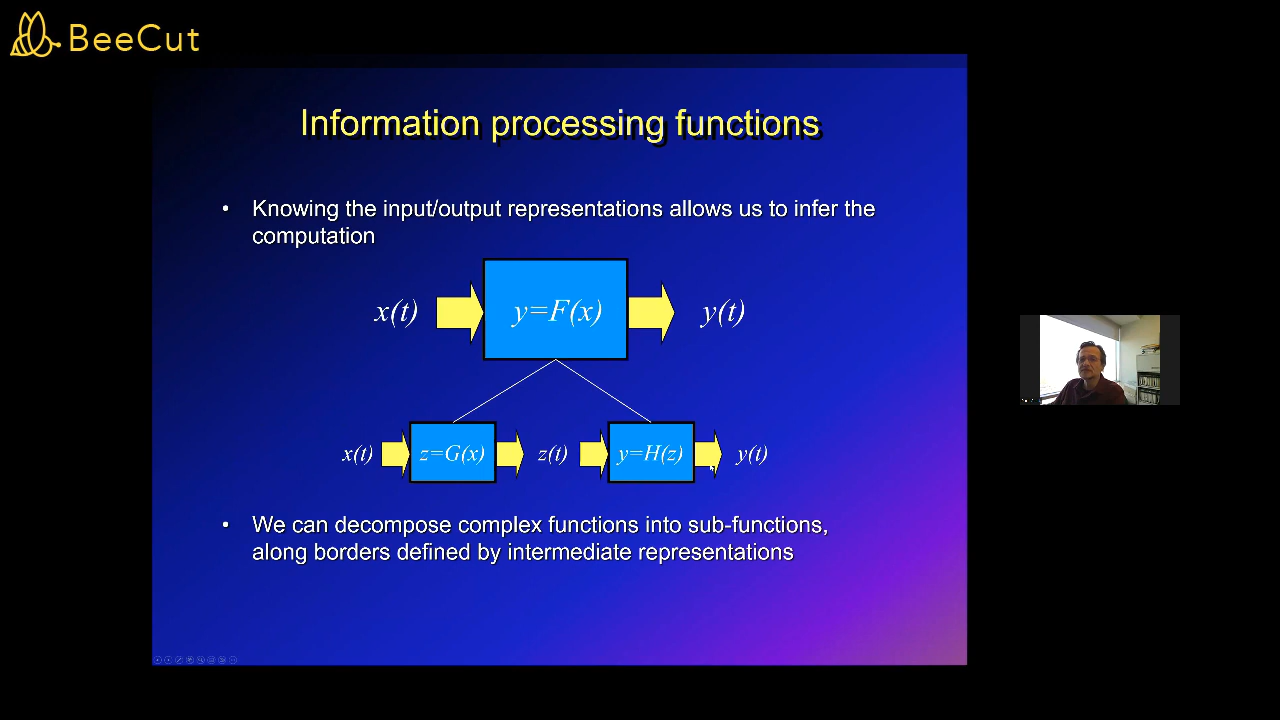 BeeCut
Information processing functions
• Knowing the input/output representations allows us to infer the
computation
x(t) y=F(x) y(t)
x(t) z=G(x) z(t) y=H(z) y(t)
• We can decompose complex functions into sub-functions,
along borders defined by intermediate representations